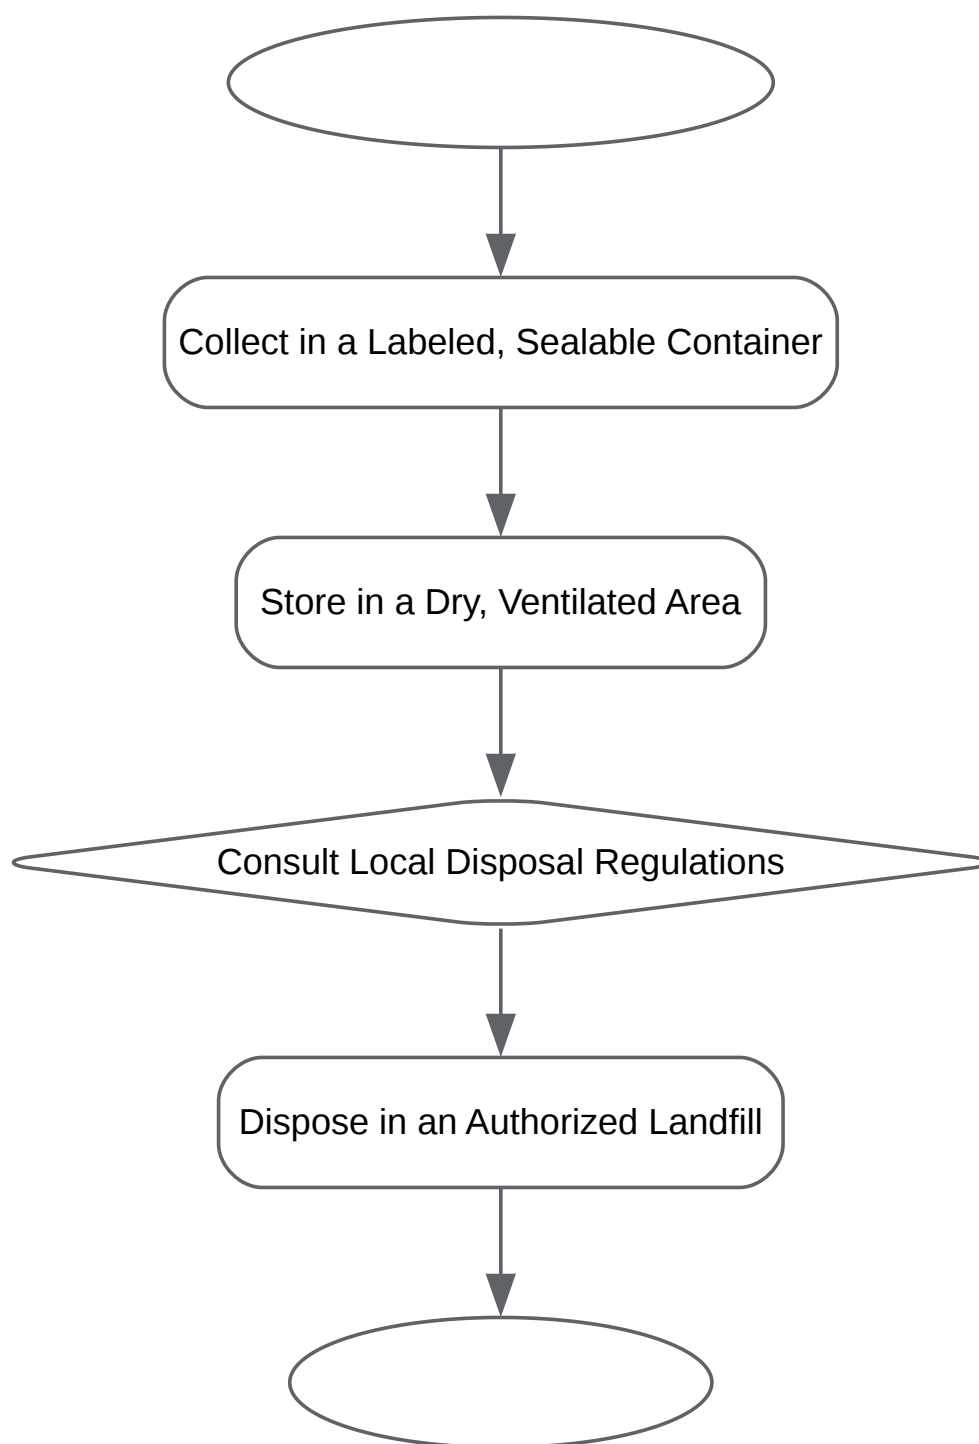 Collect in a Labeled, Sealable Container
Store in a Dry, Ventilated Area
Consult Local Disposal Regulations
Dispose in an Authorized Landfill